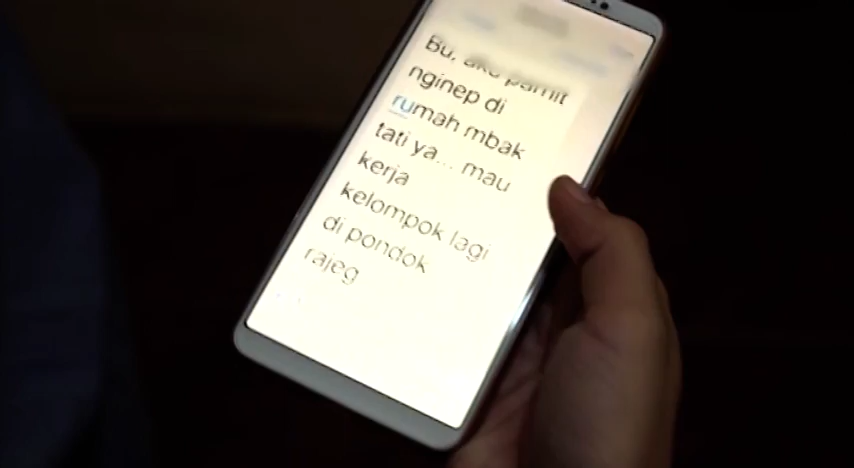 Bu, aku pamit
nginep di
rumah mbak
tati ya... mau
kerja
kelompok lagi
di pondok
rajeg